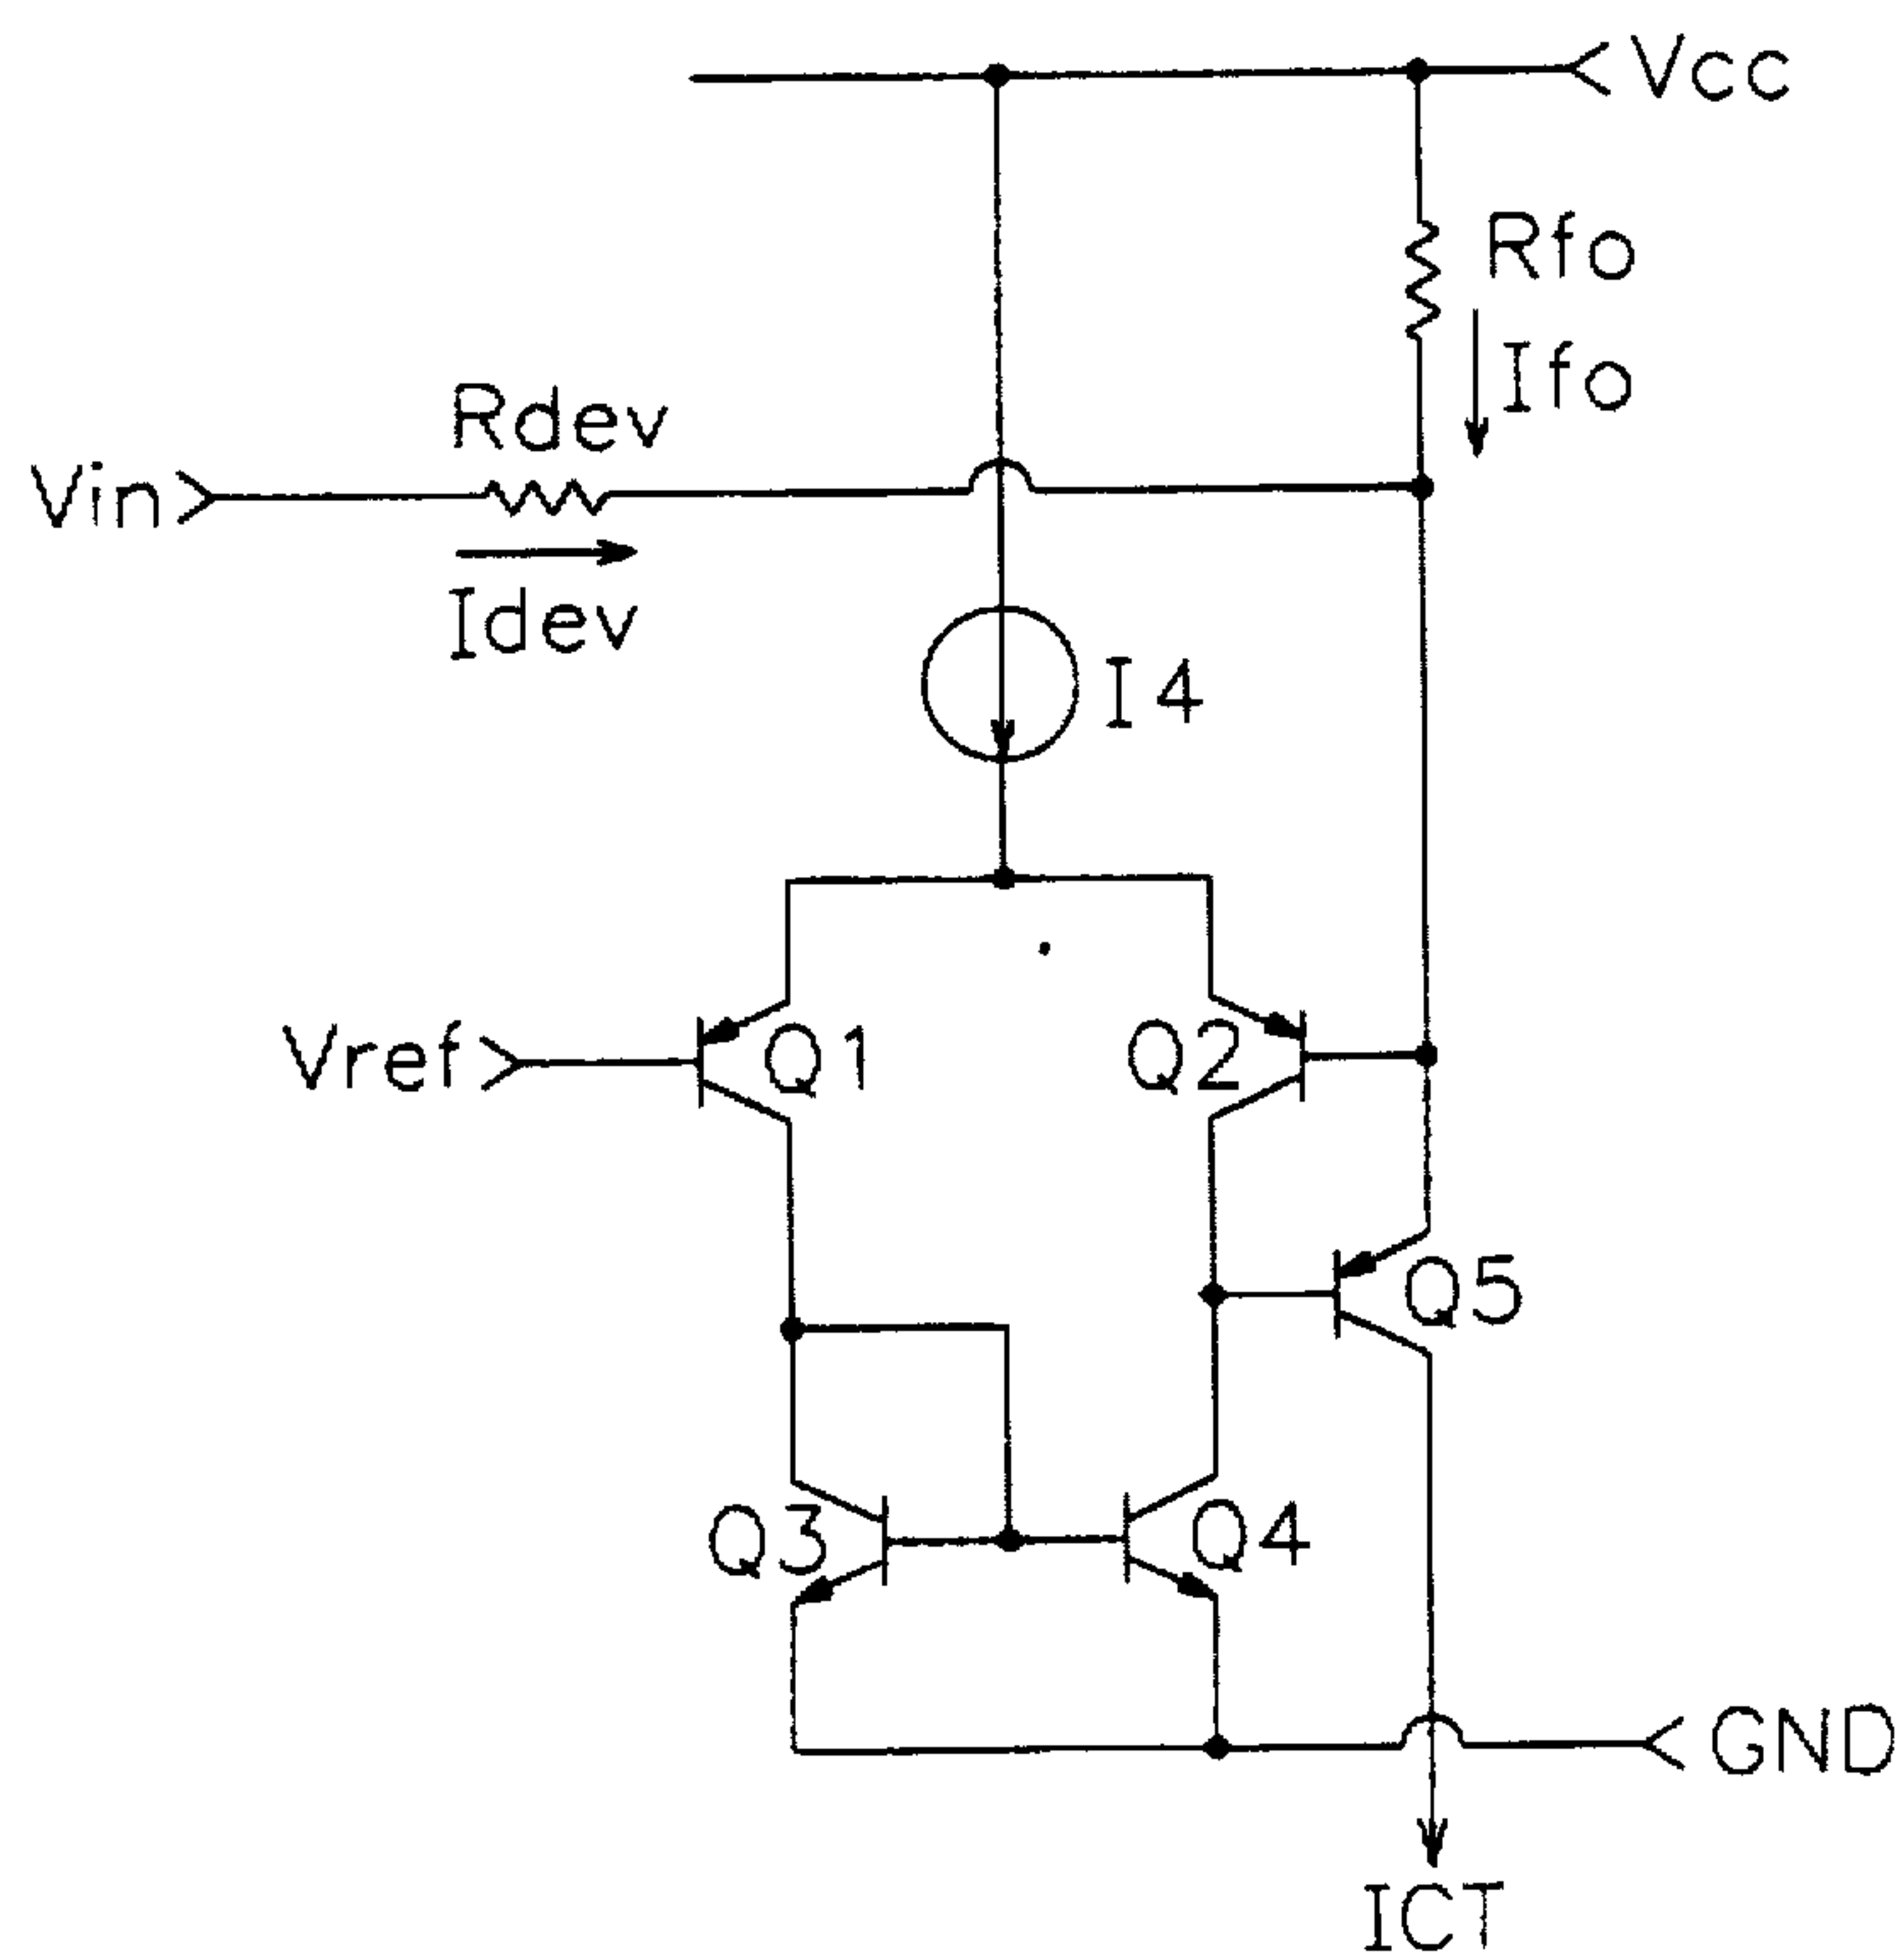 Vcc
Rfo
Ifo
Rdev
Vin
Idev
I4
Vref
Q1
Q2
Q5
Q3
Q4
GND
ICT